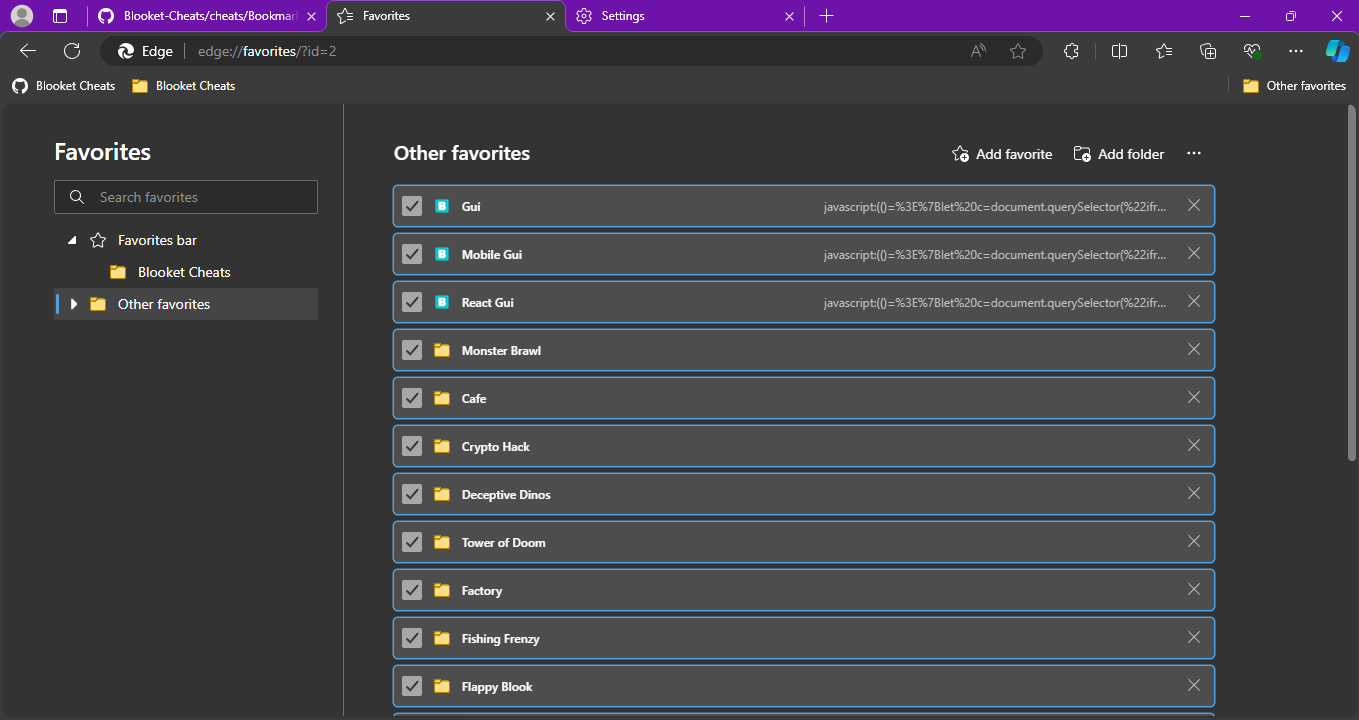 Blooket-Cheats/cheats/Bookmar
Favorites
Settings
Edge
edge://favorites/?id=2
Blooket Cheats
Blooket Cheats
Other favorites
Favorites
Search favorites
Favorites bar
Blooket Cheats
Other favorites
Other favorites
Add favorite
Add folder
Gui
javascript:(()=%3E%7Blet%20c=document.querySelector(%22ifr...
Mobile Gui
javascript:(()=%3E%7Blet%20c=document.querySelector(%22ifr...
React Gui
javascript:(()=%3E%7Blet%20c=document.querySelector(%22ifr...
Monster Brawl
Cafe
Crypto Hack
Deceptive Dinos
Tower of Doom
Factory
Fishing Frenzy
Flappy Blook